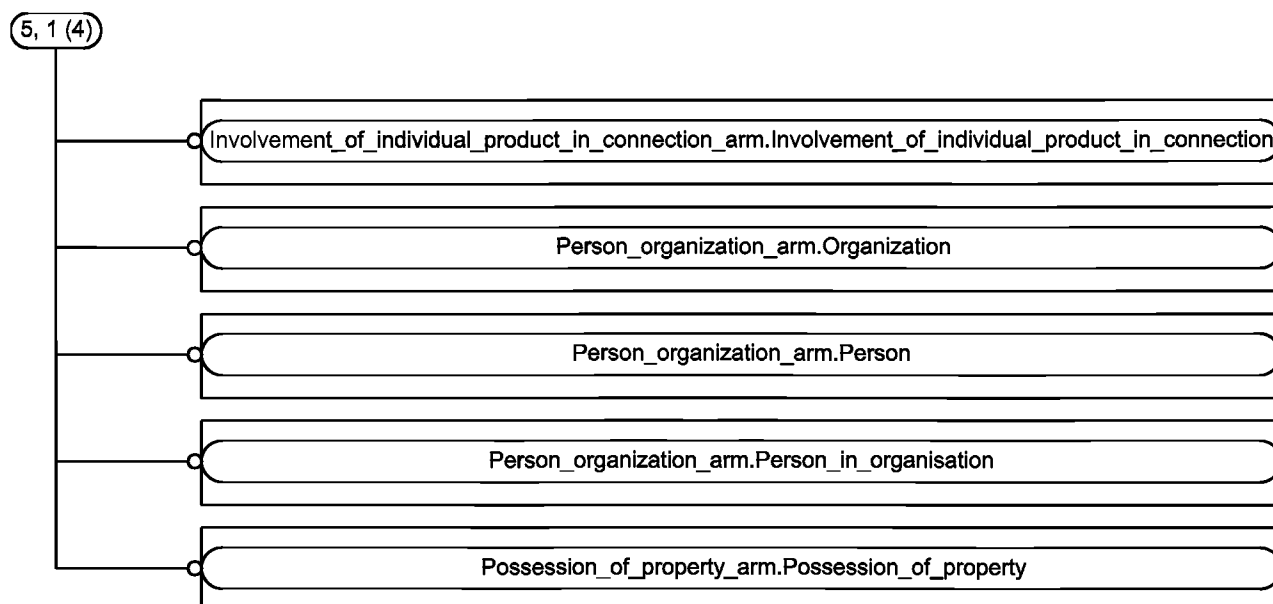 5, 1 (4)
Involvement_of_individual_product_in_connection_arm.Involvement_of_individual_product_in_connection
Person_organization_arm.Organization
Person_organization_arm.Person
Person_organization_arm.Person_in_organisation
Possession_of_property_arm.Possession_of_property